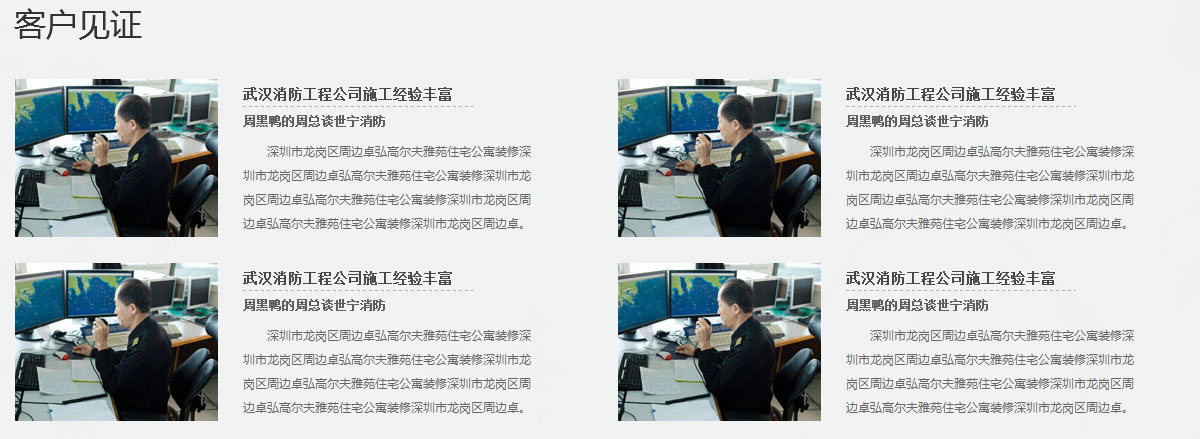 客户见证
武汉消防工程公司施工经验丰富
周黑鸭的周总谈世宁消防
深圳市龙岗区周边卓弘高尔夫雅苑住宅公寓装修深
圳市龙岗区周边卓弘高尔夫雅苑住宅公寓装修深圳市龙
岗区周边卓弘高尔夫雅苑住宅公寓装修深圳市龙岗区周
边卓弘高尔夫雅苑住宅公寓装修深圳市龙岗区周边卓。
武汉消防工程公司施工经验丰富
周黑鸭的周总谈世宁消防
深圳市龙岗区周边卓弘高尔夫雅苑住宅公寓装修深
圳市龙岗区周边卓弘高尔夫雅苑住宅公寓装修深圳市龙
岗区周边卓弘高尔夫雅苑住宅公寓装修深圳市龙岗区周
边卓弘高尔夫雅苑住宅公寓装修深圳市龙岗区周边卓。
武汉消防工程公司施工经验丰富
周黑鸭的周总谈世宁消防
深圳市龙岗区周边卓弘高尔夫雅苑住宅公寓装修深
圳市龙岗区周边卓弘高尔夫雅苑住宅公寓装修深圳市龙
岗区周边卓弘高尔夫雅苑住宅公寓装修深圳市龙岗区周
边卓弘高尔夫雅苑住宅公寓装修深圳市龙岗区周边卓。
武汉消防工程公司施工经验丰富
周黑鸭的周总谈世宁消防
深圳市龙岗区周边卓弘高尔夫雅苑住宅公寓装修深
圳市龙岗区周边卓弘高尔夫雅苑住宅公寓装修深圳市龙
岗区周边卓弘高尔夫雅苑住宅公寓装修深圳市龙岗区周
边卓弘高尔夫雅苑住宅公寓装修深圳市龙岗区周边卓。